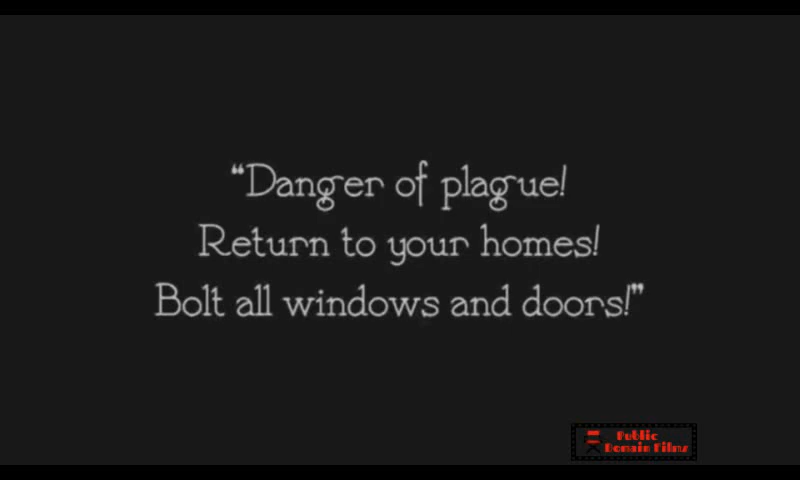 “Danger of plague!
Return to your homes!
Bolt all windows and doors!”
Public
Domain Films